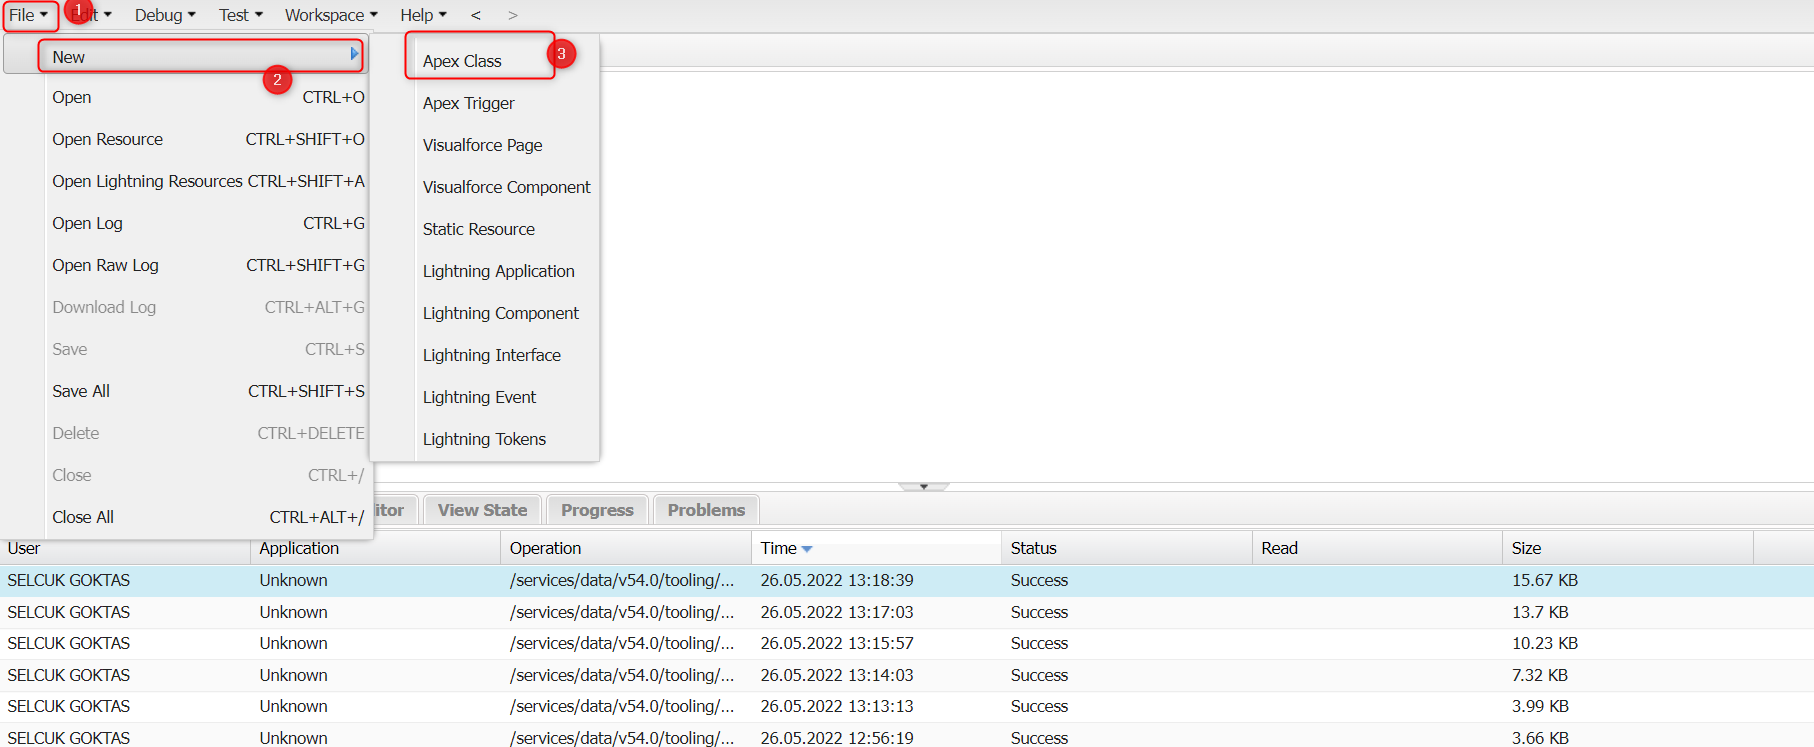 File Edit Debug Test Workspace Help < >
1
New
2
Apex Class
3
Open CTRL+O
Open Resource CTRL+SHIFT+O
Open Lightning Resources CTRL+SHIFT+A
Open Log CTRL+G
Open Raw Log CTRL+SHIFT+G
Download Log CTRL+ALT+G
Save CTRL+S
Save All CTRL+SHIFT+S
Delete CTRL+DELETE
Close CTRL+/
Close All CTRL+ALT+/
Apex Trigger
Visualforce Page
Visualforce Component
Static Resource
Lightning Application
Lightning Component
Lightning Interface
Lightning Event
Lightning Tokens
itor View State Progress Problems
User Application Operation Time Status Read Size
SELCUK GOKTAS Unknown /services/data/v54.0/tooling/... 26.05.2022 13:18:39 Success 15.67 KB
SELCUK GOKTAS Unknown /services/data/v54.0/tooling/... 26.05.2022 13:17:03 Success 13.7 KB
SELCUK GOKTAS Unknown /services/data/v54.0/tooling/... 26.05.2022 13:15:57 Success 10.23 KB
SELCUK GOKTAS Unknown /services/data/v54.0/tooling/... 26.05.2022 13:14:03 Success 7.32 KB
SELCUK GOKTAS Unknown /services/data/v54.0/tooling/... 26.05.2022 13:13:13 Success 3.99 KB
SELCUK GOKTAS Unknown /services/data/v54.0/tooling/... 26.05.2022 12:56:19 Success 3.66 KB